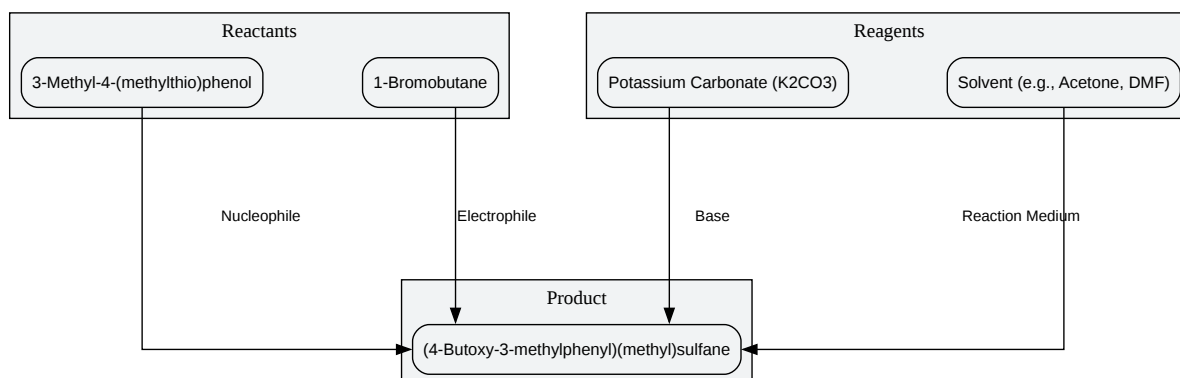 Reactants
Reagents
3-Methyl-4-(methylthio)phenol
1-Bromobutane
Potassium Carbonate (K2CO3)
Solvent (e.g., Acetone, DMF)
Nucleophile
Electrophile
Base
Reaction Medium
Product
(4-Butoxy-3-methylphenyl)(methyl)sulfane